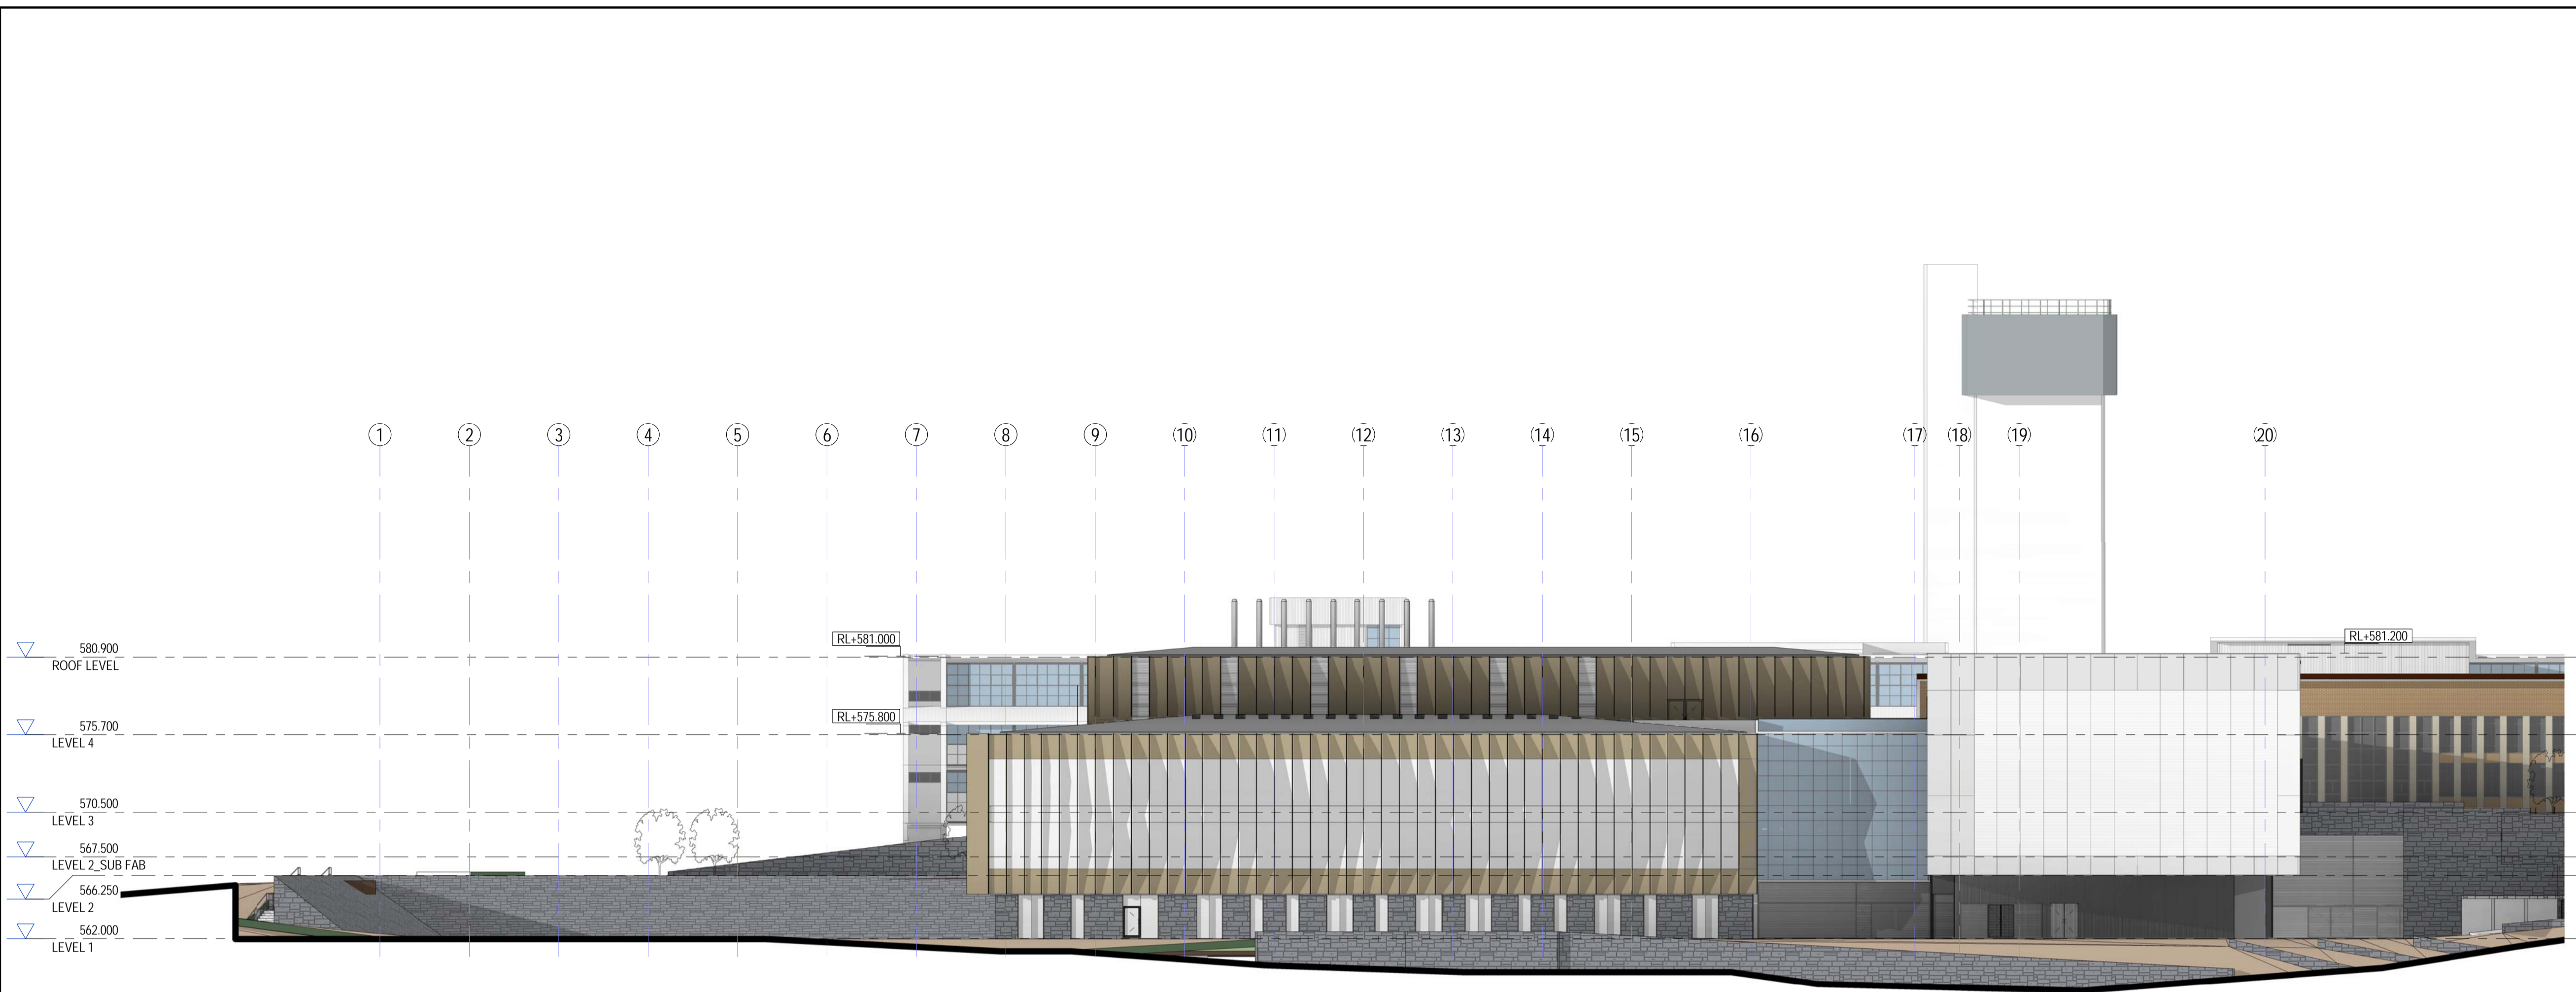 1 2 3 4 5 6 7 8 9 10 11 12 13 14 15 16 17 18 19 20
RL+581.000
RL+581.200
580.900
ROOF LEVEL
RL+575.800
575.700
LEVEL 4
570.500
LEVEL 3
567.500
LEVEL 2_SUB FAB
566.250
LEVEL 2
562.000
LEVEL 1